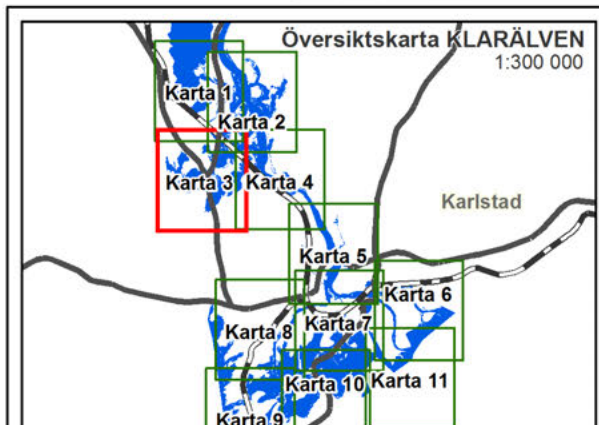 Översiktskarta KLARÄLVEN
1:300 000
Karta 1
Karta 2
Karta 3
Karta 4
Karlstad
Karta 5
Karta 6
Karta 7
Karta 8
Karta 10
Karta 11
Karta 9